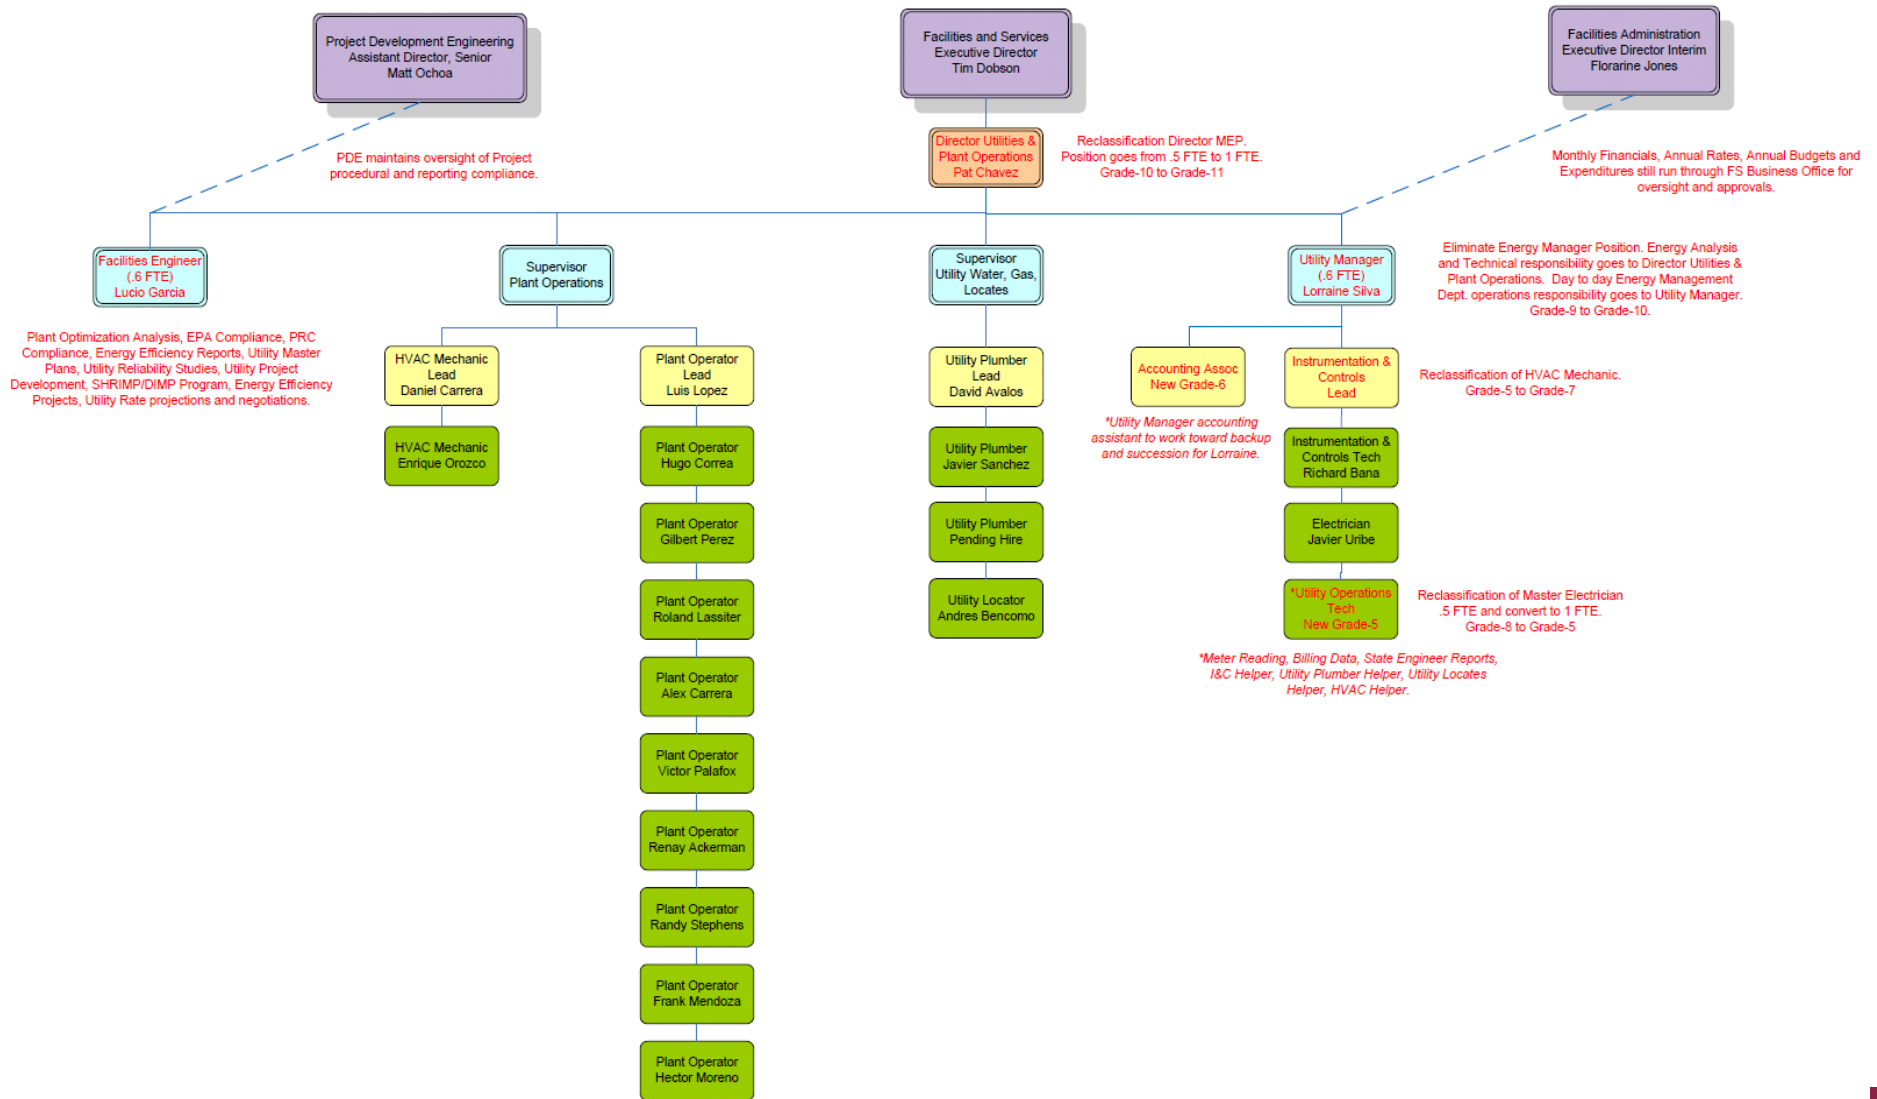 Project Development Engineering
Assistant Director, Senior
Matt Ochoa
Facilities and Services
Executive Director
Tim Dobson
Facilities Administration
Executive Director Interim
Florarine Jones
PDE maintains oversight of Project
procedural and reporting compliance.
Director Utilities &
Plant Operations
Pat Chavez
Reclassification Director MEP.
Position goes from .5 FTE to 1 FTE.
Grade-10 to Grade-11
Monthly Financials, Annual Rates, Annual Budgets and
Expenditures still run through FS Business Office for
oversight and approvals.
Facilities Engineer
(.6 FTE)
Lucio Garcia
Supervisor
Plant Operations
Supervisor
Utility Water, Gas,
Locates
Utility Manager
(.6 FTE)
Lorraine Silva
Eliminate Energy Manager Position. Energy Analysis
and Technical responsibility goes to Director Utilities &
Plant Operations. Day to day Energy Management
Dept. operations responsibility goes to Utility Manager.
Grade-9 to Grade-10.
Plant Optimization Analysis, EPA Compliance, PRC
Compliance, Energy Efficiency Reports, Utility Master
Plans, Utility Reliability Studies, Utility Project
Development, SHRIMP/DIMP Program, Energy Efficiency
Projects, Utility Rate projections and negotiations.
HVAC Mechanic
Lead
Daniel Carrera
Plant Operator
Lead
Luis Lopez
Utility Plumber
Lead
David Avalos
Accounting Assoc
New Grade-6
Instrumentation &
Controls
Lead
Reclassification of HVAC Mechanic.
Grade-5 to Grade-7
*Utility Manager accounting
assistant to work toward backup
and succession for Lorraine.
HVAC Mechanic
Enrique Orozco
Plant Operator
Hugo Correa
Utility Plumber
Javier Sanchez
Instrumentation &
Controls Tech
Richard Bana
Plant Operator
Gilbert Perez
Utility Plumber
Pending Hire
Electrician
Javier Uribe
Plant Operator
Roland Lassiter
Utility Locator
Andres Bencomo
*Utility Operations
Tech
New Grade-5
Reclassification of Master Electrician
.5 FTE and convert to 1 FTE.
Grade-8 to Grade-5
*Meter Reading, Billing Data, State Engineer Reports,
I&C Helper, Utility Plumber Helper, Utility Locates
Helper, HVAC Helper.
Plant Operator
Alex Carrera
Plant Operator
Victor Palafox
Plant Operator
Renay Ackerman
Plant Operator
Randy Stephens
Plant Operator
Frank Mendoza
Plant Operator
Hector Moreno